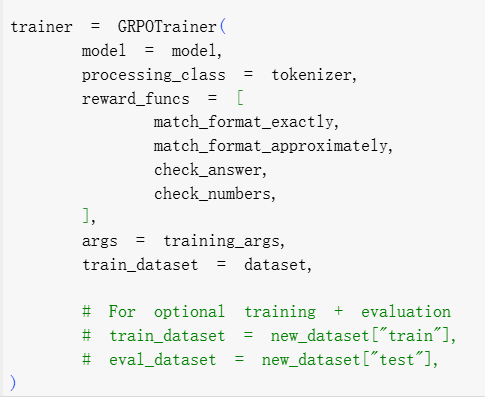 trainer = GRPOTrainer(
    model = model,
    processing_class = tokenizer,
    reward_funcs = [
        match_format_exactly,
        match_format_approximately,
        check_answer,
        check_numbers,
    ],
    args = training_args,
    train_dataset = dataset,

    # For optional training + evaluation
    # train_dataset = new_dataset["train"],
    # eval_dataset = new_dataset["test"],
)